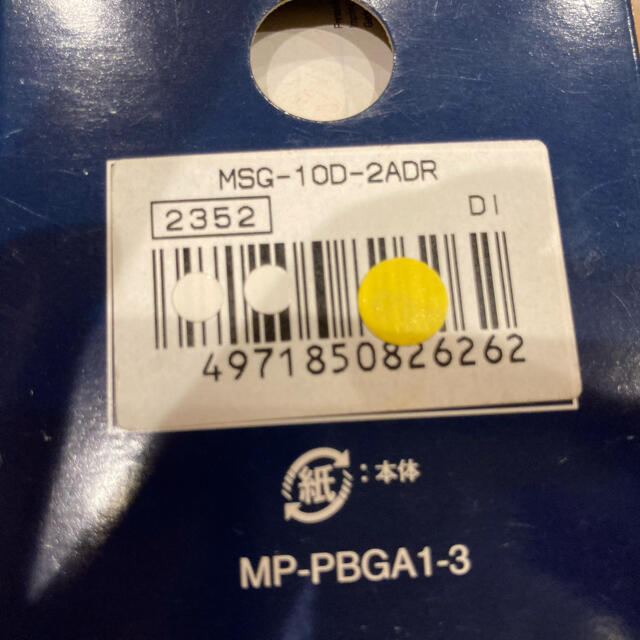 MSG-10D-2ADR
2352 DI
4971850826262
紙:本体
MP-PBGA1-3